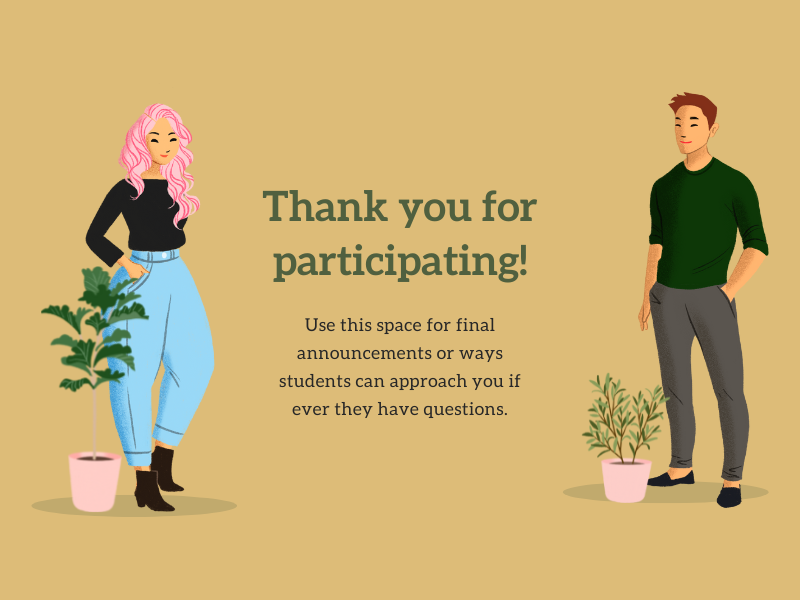 Thank you for
participating!
Use this space for final
announcements or ways
students can approach you if
ever they have questions.